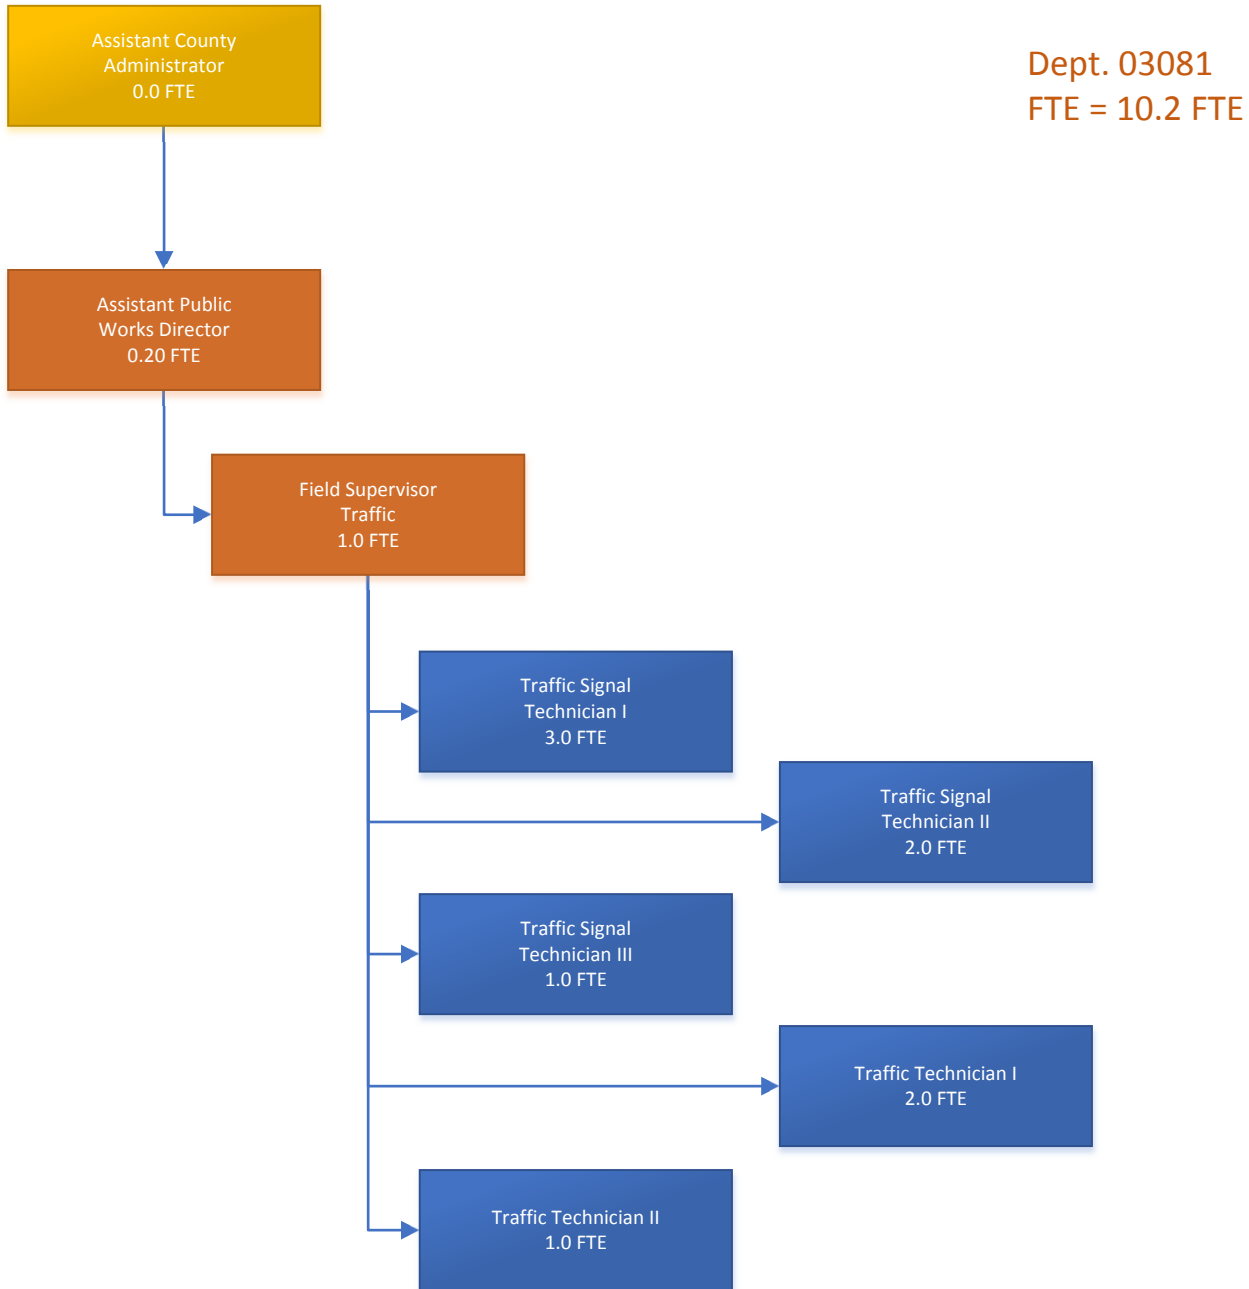 Assistant County
Administrator
0.0 FTE
Dept. 03081
FTE = 10.2 FTE
Assistant Public
Works Director
0.20 FTE
Field Supervisor
Traffic
1.0 FTE
Traffic Signal
Technician I
3.0 FTE
Traffic Signal
Technician II
2.0 FTE
Traffic Signal
Technician III
1.0 FTE
Traffic Technician I
2.0 FTE
Traffic Technician II
1.0 FTE